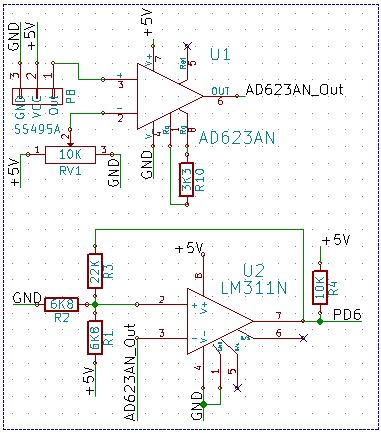 GND
+5V
+5V
3
2
1
GND
VCC
Out
P8
SS495A
+
3
-
2
V+
7
Ref
5
U1
OUT
6
AD623AN_Out
V-
4
Rg
1
Rg
8
AD623AN
2
1
10K
3
RV1
+5V
GND
GND
3K3
R10
+5V
8
U2
LM311N
+5V
22K
R3
GND
6K8
R2
6K8
R1
+5V
AD623AN_Out
+
2
-
3
V+
V-
7
6
10K
R4
PD6
4
1
5
GND